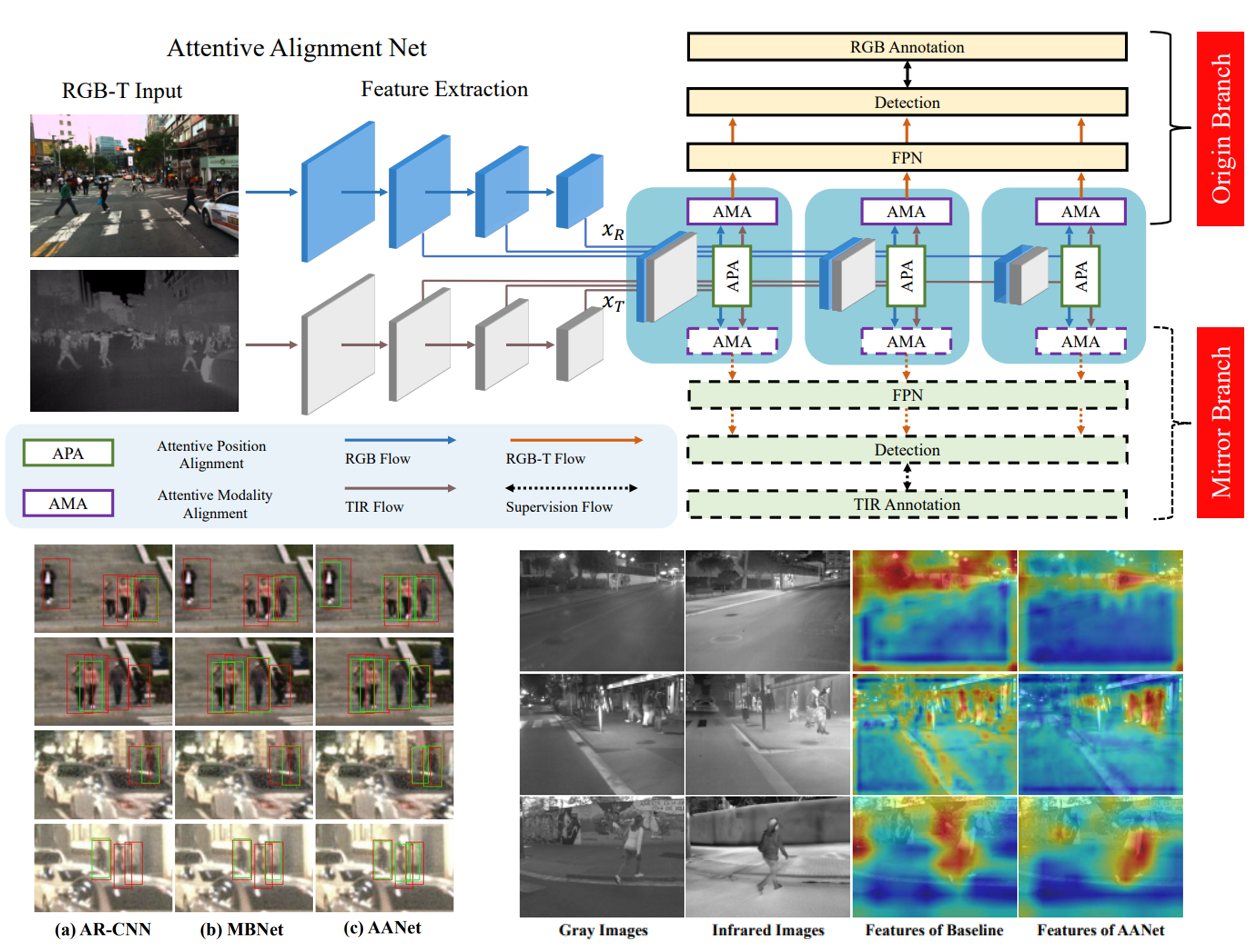 Attentive Alignment Net
RGB-T Input
Feature Extraction
RGB Annotation
Detection
FPN
AMA
AMA
AMA
x_R
APA
APA
APA
x_T
AMA
AMA
AMA
FPN
Detection
TIR Annotation
Origin Branch
Mirror Branch
APA
Attentive Position
Alignment
RGB Flow
RGB-T Flow
AMA
Attentive Modality
Alignment
TIR Flow
Supervision Flow
(a) AR-CNN
(b) MBNet
(c) AANet
Gray Images
Infrared Images
Features of Baseline
Features of AANet